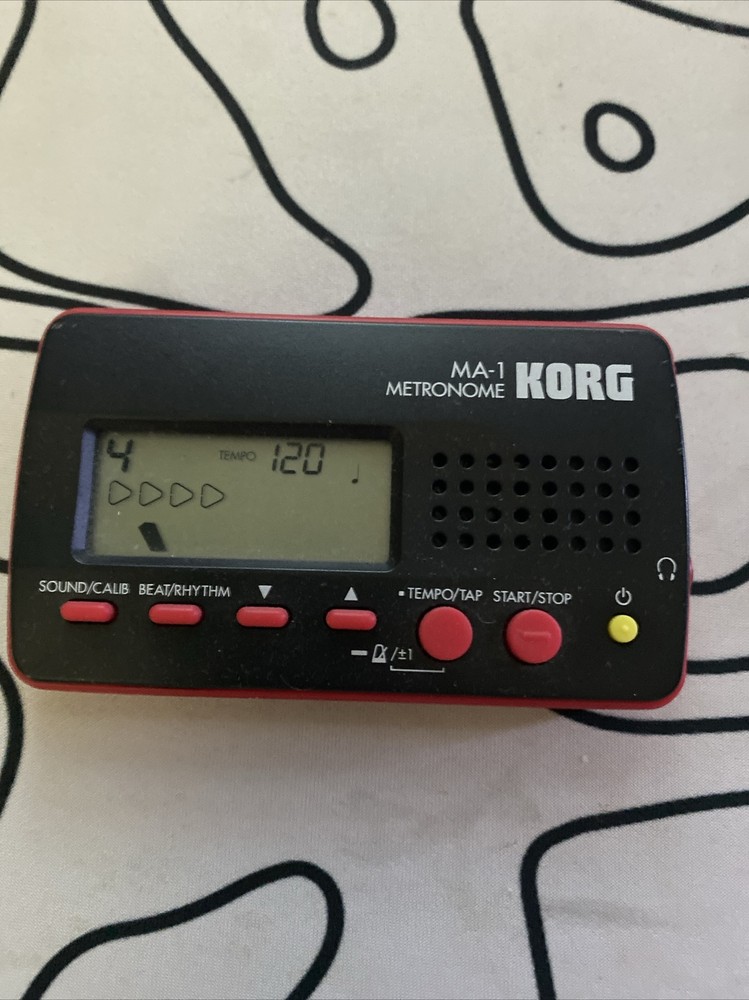 MA-1
METRONOME KORG
4 TEMPO 120
SOUND/CALIB BEAT/RHYTHM ▼ ▲ TEMPO/TAP START/STOP
/±1